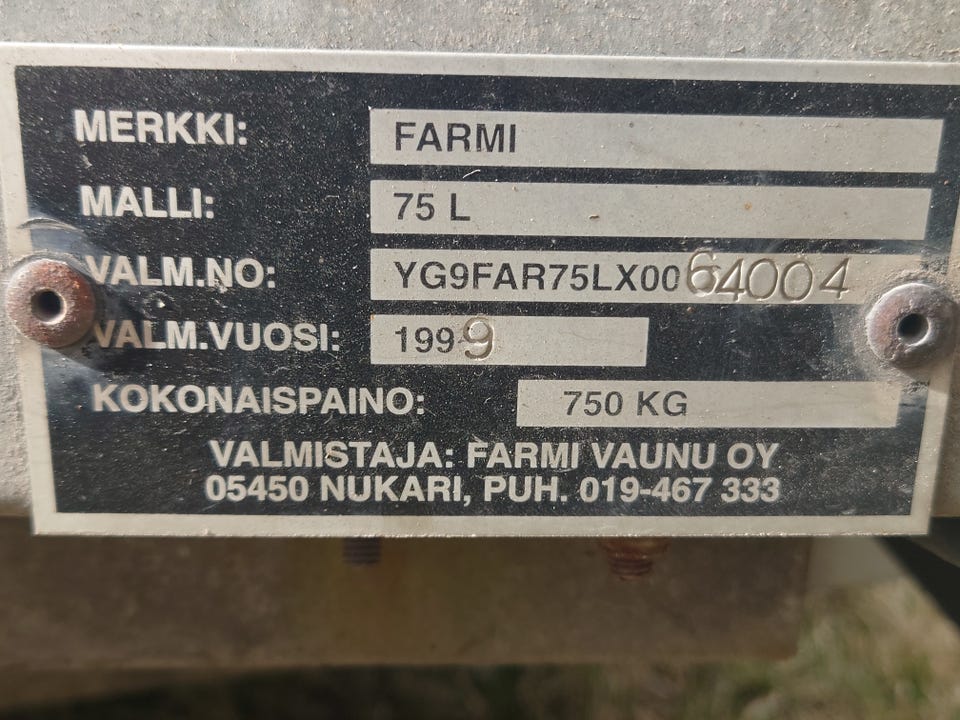 MERKKI: FARMI
MALLI: 75 L
VALM.NO: YG9FAR75LX0064004
VALM.VUOSI: 1999
KOKONAISPAINO: 750 KG
VALMISTAJA: FARMI VAUNU OY
05450 NUKARI, PUH. 019-467 333